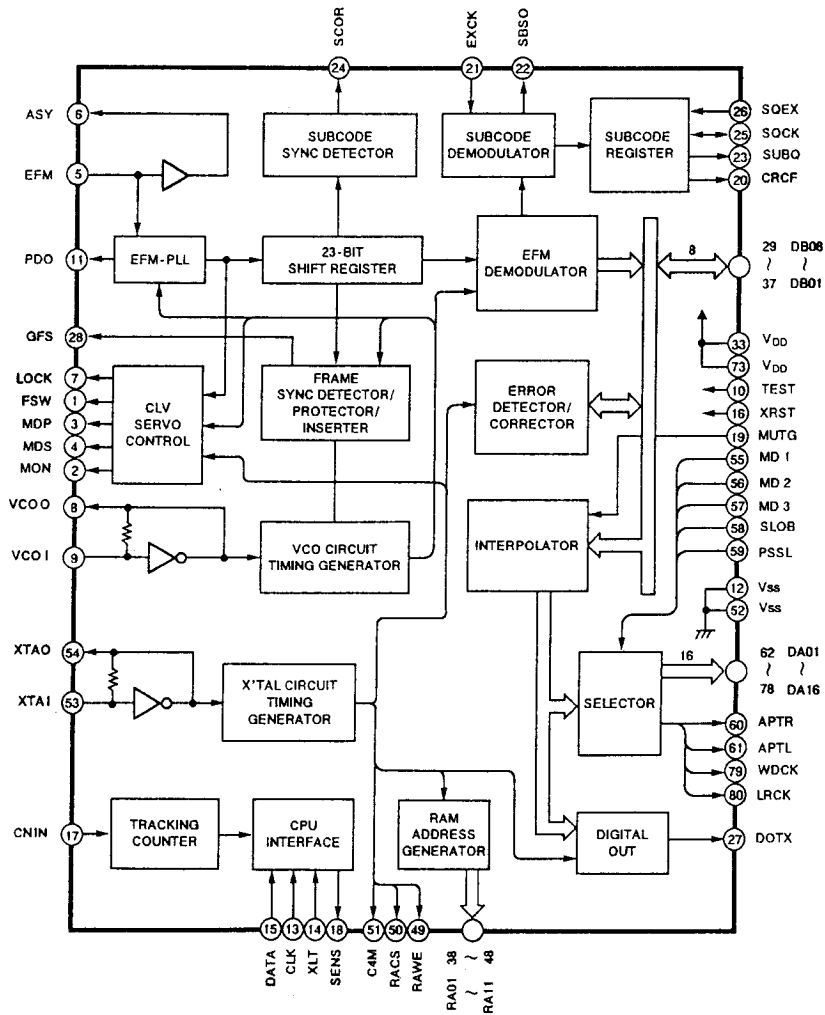 SCOR
EXCK
SBSO
24
21
22
ASY
6
EFM
5
PDO
11
GFS
28
LOCK
7
FSW
1
MDP
3
MDS
4
MON
2
VCOO
8
VCOI
9
XTAO
54
XTAI
53
CNIN
17
SUBCODE
SYNC DETECTOR
SUBCODE
DEMODULATOR
SUBCODE
REGISTER
EFM-PLL
23-BIT
SHIFT REGISTER
EFM
DEMODULATOR
CLV
SERVO
CONTROL
FRAME
SYNC DETECTOR/
PROTECTOR/
INSERTER
ERROR
DETECTOR/
CORRECTOR
VCO CIRCUIT
TIMING GENERATOR
INTERPOLATOR
X'TAL CIRCUIT
TIMING
GENERATOR
SELECTOR
TRACKING
COUNTER
CPU
INTERFACE
RAM
ADDRESS
GENERATOR
DIGITAL
OUT
26 SQEX
25 SQCK
23 SUBQ
20 CRCF
8
29 DB08
~ ~
37 DB01
33 VDD
73 VDD
10 TEST
16 XRST
19 MUTG
55 MD 1
56 MD 2
57 MD 3
58 SLOB
59 PSSL
12 Vss
52 Vss
16
62 DA01
~ ~
78 DA16
60 APTR
61 APTL
79 WDCK
80 LRCK
27 DOTX
15
13
14
18
51
50
49
DATA
CLK
XLT
SENS
C4M
RACS
RAWE
RA01 38
~ ~
RA11 48